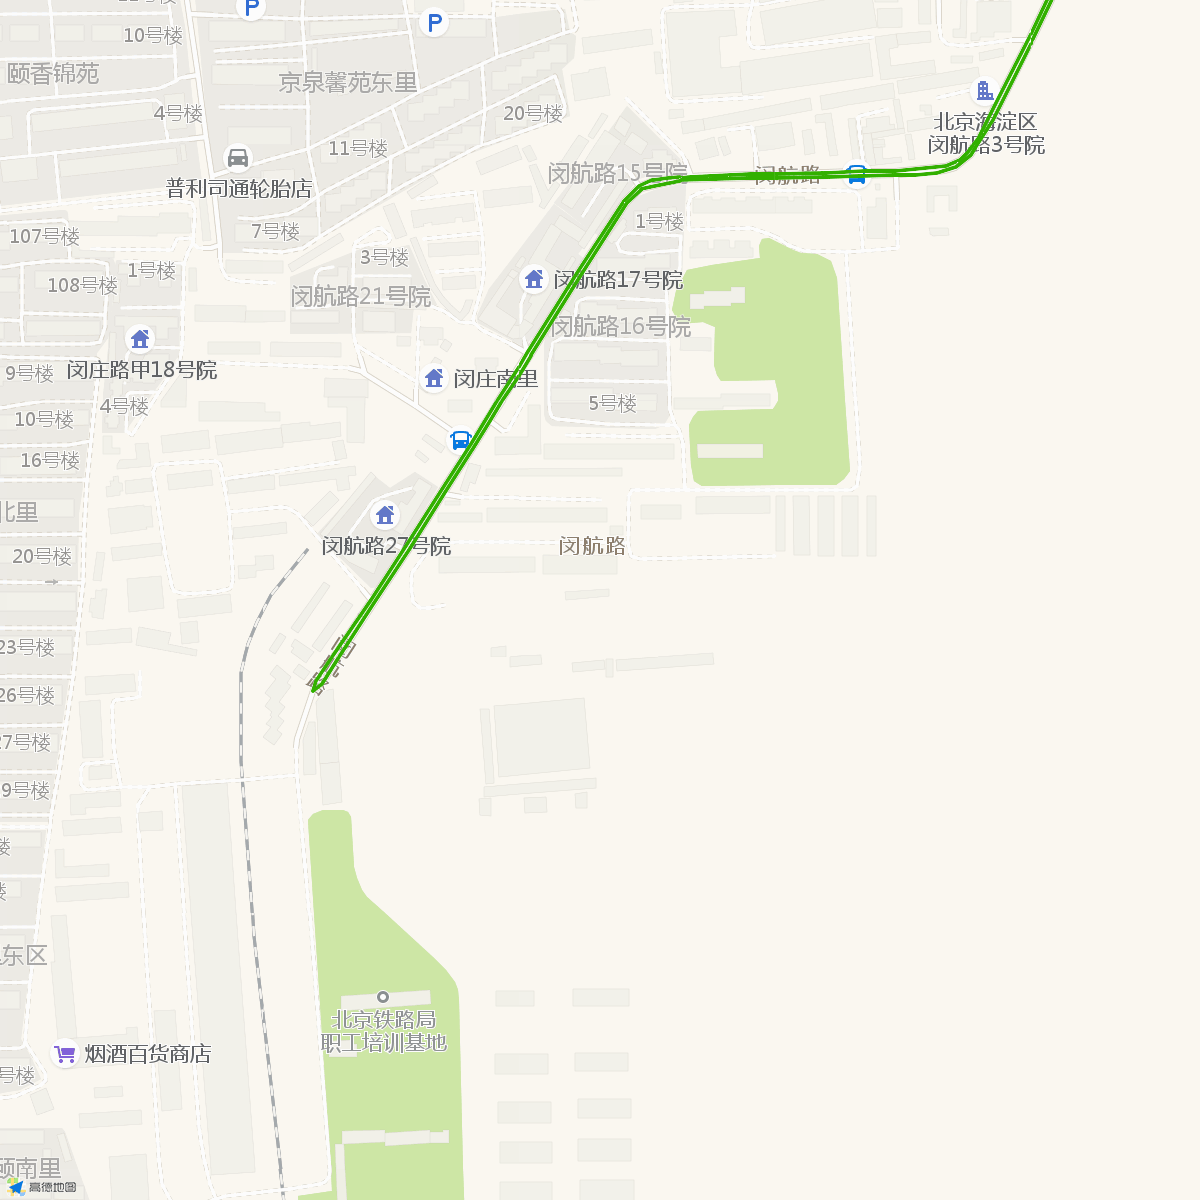 10号楼
颐香锦苑
京泉馨苑东里
4号楼
20号楼
11号楼
北京海淀区
闵航路3号院
闵航路15号院
闵航路
普利司通轮胎店
1号楼
7号楼
107号楼
3号楼
1号楼
108号楼
闵航路17号院
闵航路21号院
闵航路16号院
9号楼
闵庄路甲18号院
闵庄南里
4号楼
5号楼
10号楼
16号楼
北里
20号楼
闵航路27号院
闵航路
23号楼
26号楼
27号楼
9号楼
楼
楼
东区
北京铁路局
职工培训基地
烟酒百货商店
号楼
颐南里
高德地图